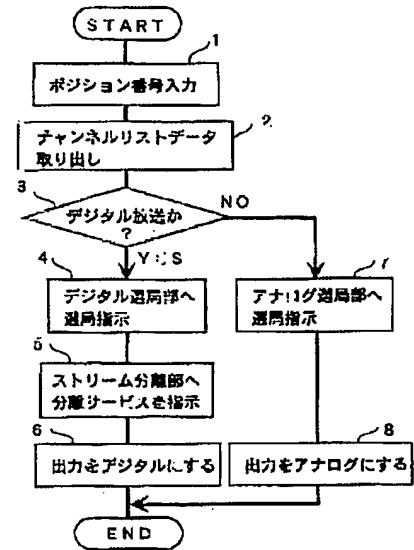 START
1
ポジション番号入力
2
チャンネルリストデータ
取り出し
3
デジタル放送か
?
NO
YES
4
デジタル選局部へ
選局指示
7
アナログ選局部へ
選局指示
5
ストリーム分離部へ
分離サービスを指示
6
出力をデジタルにする
8
出力をアナログにする
END